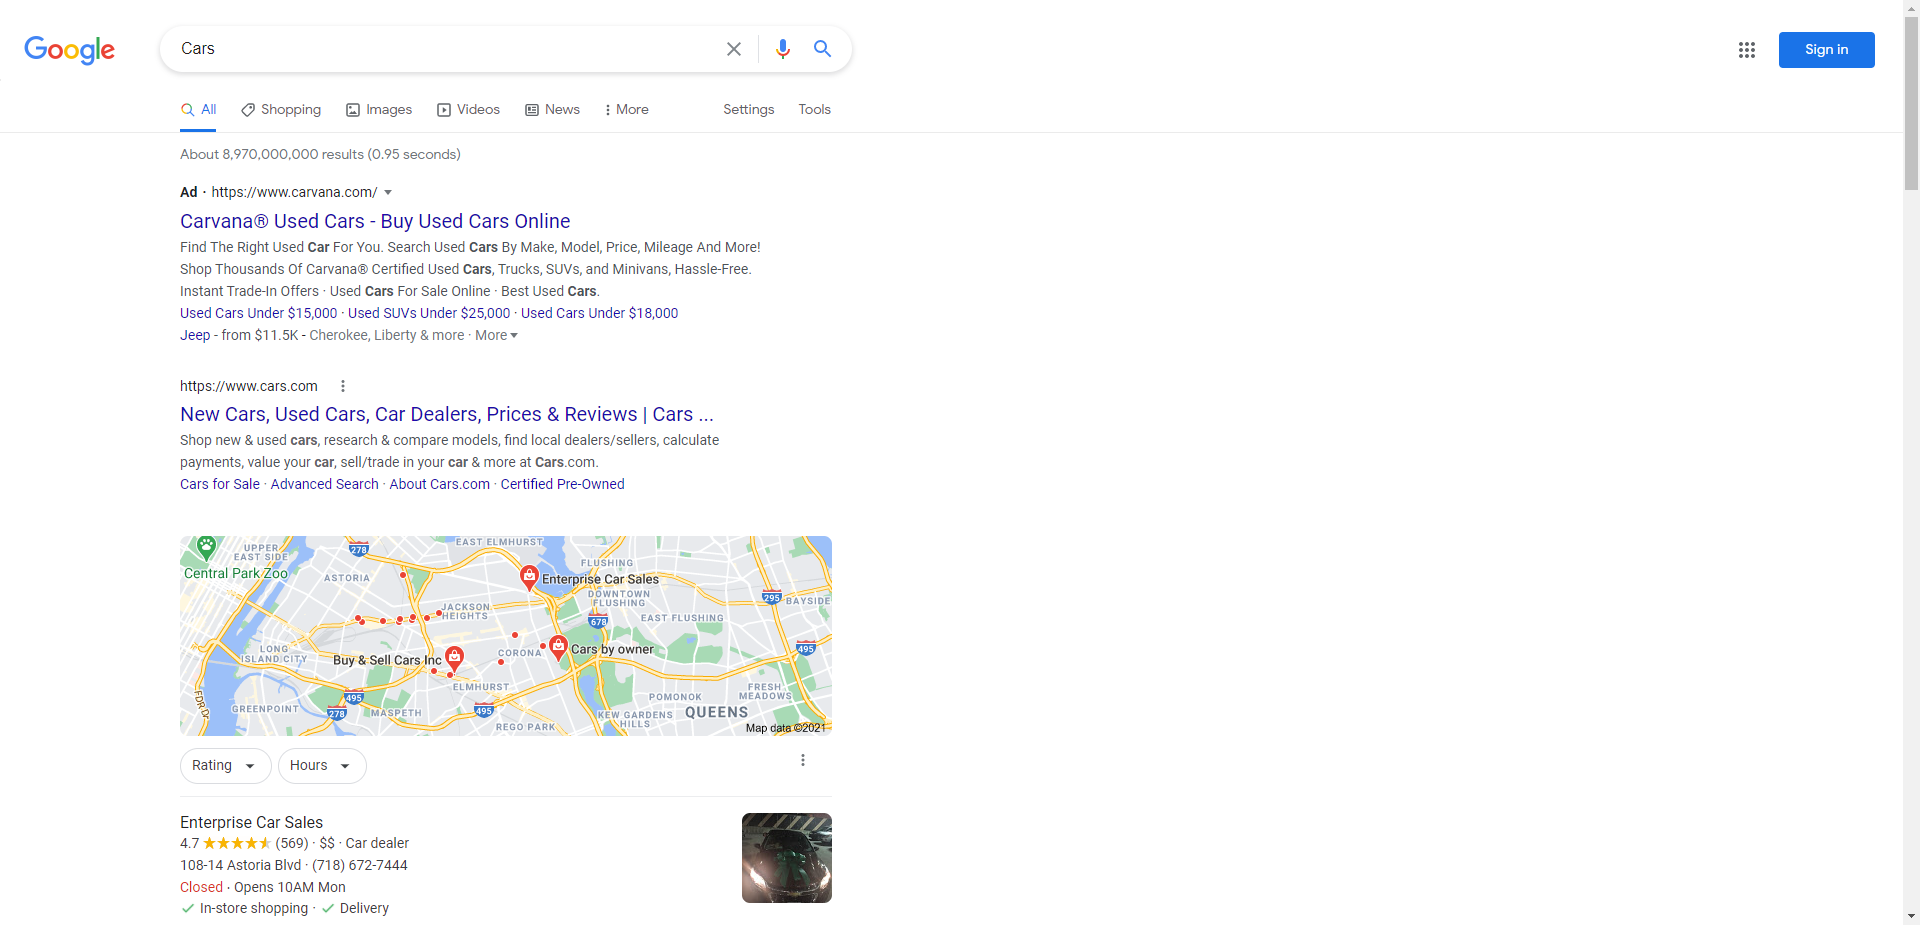 Google
Cars
Sign in
All
Shopping
Images
Videos
News
More
Settings
Tools
About 8,970,000,000 results (0.95 seconds)
Ad · https://www.carvana.com/
Carvana® Used Cars - Buy Used Cars Online
Find The Right Used Car For You. Search Used Cars By Make, Model, Price, Mileage And More!
Shop Thousands Of Carvana® Certified Used Cars, Trucks, SUVs, and Minivans, Hassle-Free.
Instant Trade-In Offers · Used Cars For Sale Online · Best Used Cars.
Used Cars Under $15,000 · Used SUVs Under $25,000 · Used Cars Under $18,000
Jeep - from $11.5K - Cherokee, Liberty & more · More
https://www.cars.com
New Cars, Used Cars, Car Dealers, Prices & Reviews | Cars ...
Shop new & used cars, research & compare models, find local dealers/sellers, calculate
payments, value your car, sell/trade in your car & more at Cars.com.
Cars for Sale · Advanced Search · About Cars.com · Certified Pre-Owned
UPPER
EAST SIDE
278
EAST ELMHURST
Central Park Zoo
ASTORIA
FLUSHING
Enterprise Car Sales
DOWNTOWN
FLUSHING
295
BAYSIDE
JACKSON
HEIGHTS
678
EAST FLUSHING
LONG
ISLAND CITY
CORONA
Cars by owner
495
Buy & Sell Cars Inc
ELMHURST
FRESH
MEADOWS
POMONOK
FDR Dr
495
GREENPOINT
278
MASPETH
495
KEW GARDENS
HILLS
QUEENS
REGO PARK
Map data ©2021
Rating
Hours
Enterprise Car Sales
4.7 (569) · $$ · Car dealer
108-14 Astoria Blvd · (718) 672-7444
Closed · Opens 10AM Mon
In-store shopping · Delivery